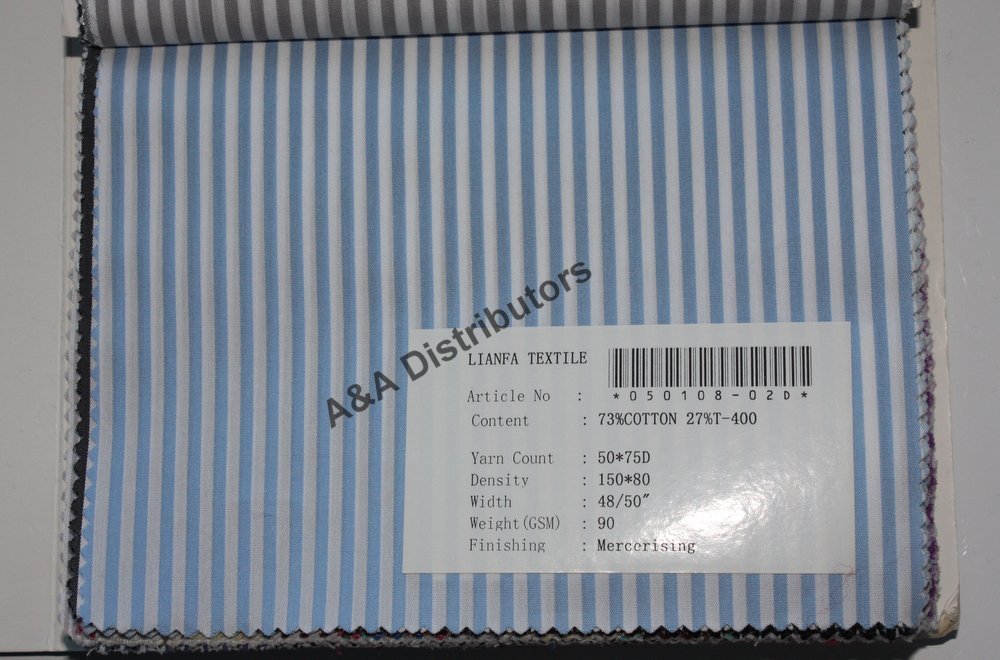 A&A Distributors
LIANFA TEXTILE
*050108-02D*
Article No :
Content : 73%COTTON 27%T-400
Yarn Count : 50*75D
Density : 150*80
Width : 48/50″
Weight(GSM) : 90
Finishing : Mercerising